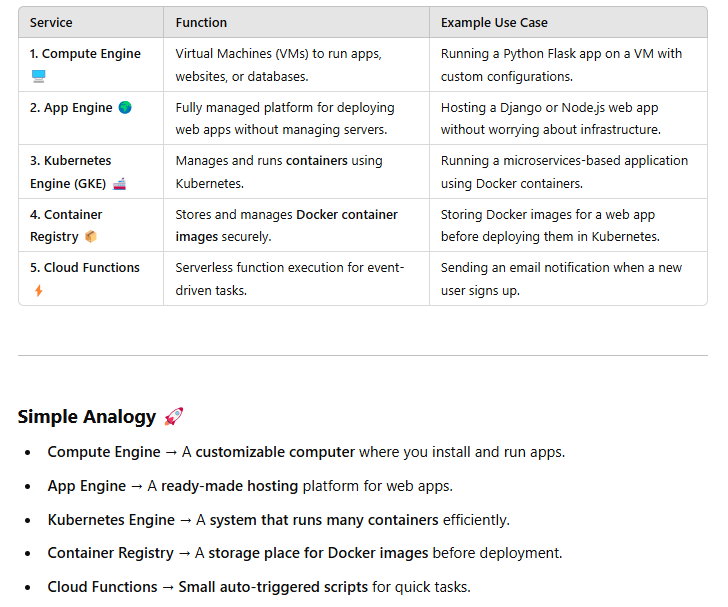 Service Function Example Use Case
1. Compute Engine 🖥️ Virtual Machines (VMs) to run apps, websites, or databases. Running a Python Flask app on a VM with custom configurations.
2. App Engine 🌍 Fully managed platform for deploying web apps without managing servers. Hosting a Django or Node.js web app without worrying about infrastructure.
3. Kubernetes Engine (GKE) 🚢 Manages and runs containers using Kubernetes. Running a microservices-based application using Docker containers.
4. Container Registry 📦 Stores and manages Docker container images securely. Storing Docker images for a web app before deploying them in Kubernetes.
5. Cloud Functions ⚡ Serverless function execution for event-driven tasks. Sending an email notification when a new user signs up.
Simple Analogy 🚀
• Compute Engine → A customizable computer where you install and run apps.
• App Engine → A ready-made hosting platform for web apps.
• Kubernetes Engine → A system that runs many containers efficiently.
• Container Registry → A storage place for Docker images before deployment.
• Cloud Functions → Small auto-triggered scripts for quick tasks.